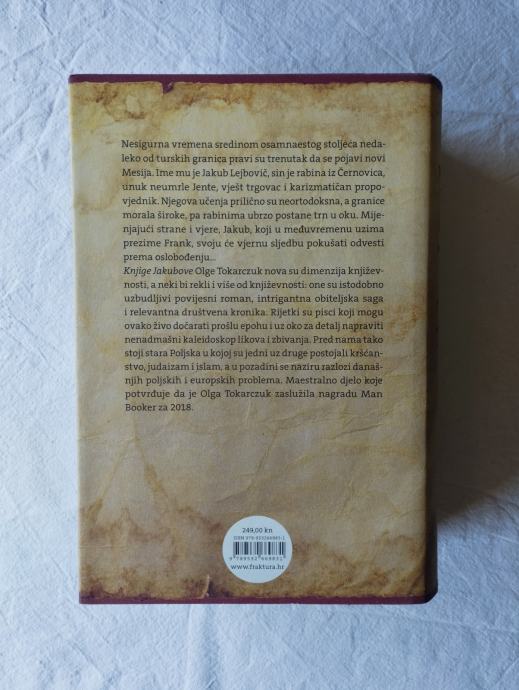 Nesigurna vremena sredinom osamnaestog stoljeća neda-
leko od turskih granica pravi su trenutak da se pojavi novi
Mesija. Ime mu je Jakub Lejbovič, sin je rabina iz Černovica,
unuk neumrle Jente, vješt trgovac i karizmatičan propo-
vjednik. Njegova učenja prilično su neortodoksna, a granice
morala široke, pa rabinima ubrzo postane trn u oku. Mije-
njajući strane i vjere, Jakub, koji u međuvremenu uzima
prezime Frank, svoju će vjernu sljedbu pokušati odvesti
prema oslobođenju...
Knjige Jakubove Olge Tokarczuk nova su dimenzija književ-
nosti, a neki bi rekli i više od književnosti: one su istodobno
uzbudljivi povijesni roman, intrigantna obiteljska saga
i relevantna društvena kronika. Rijetki su pisci koji mogu
ovako živo dočarati prošlu epohu i uz oko za detalj napraviti
nenadmašni kaleidoskop likova i zbivanja. Pred nama tako
stoji stara Poljska u kojoj su jedni uz druge postojali kršćan-
stvo, judaizam i islam, a u pozadini se naziru razlozi današ-
njih poljskih i europskih problema. Maestralno djelo koje
potvrđuje da je Olga Tokarczuk zaslužila nagradu Man
Booker za 2018.
249,00 kn
www.fraktura.hr